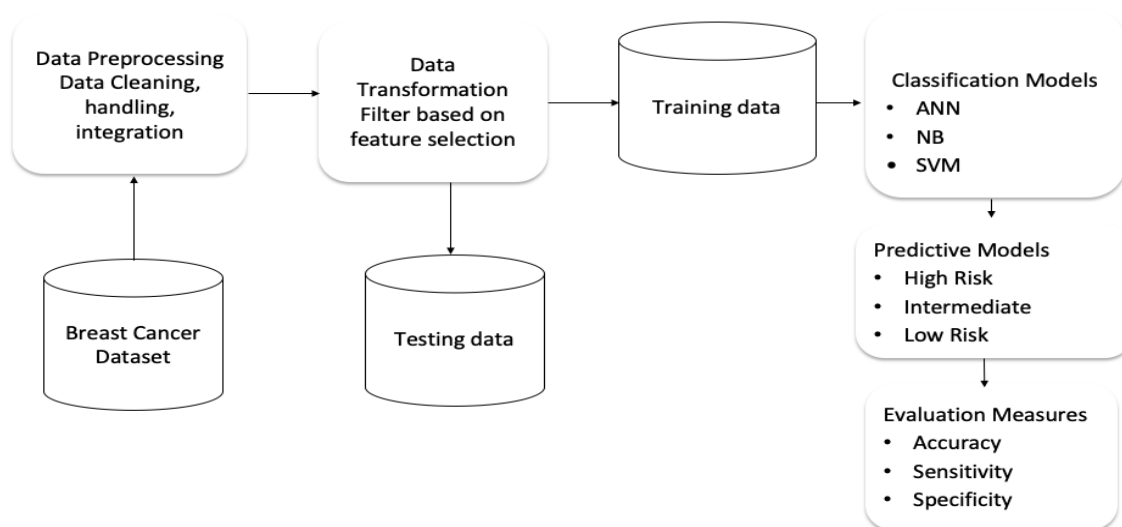 Data Preprocessing
Data Cleaning,
handling,
integration
Data
Transformation
Filter based on
feature selection
Training data
Classification Models
• ANN
• NB
• SVM
Breast Cancer
Dataset
Testing data
Predictive Models
• High Risk
• Intermediate
• Low Risk
Evaluation Measures
• Accuracy
• Sensitivity
• Specificity